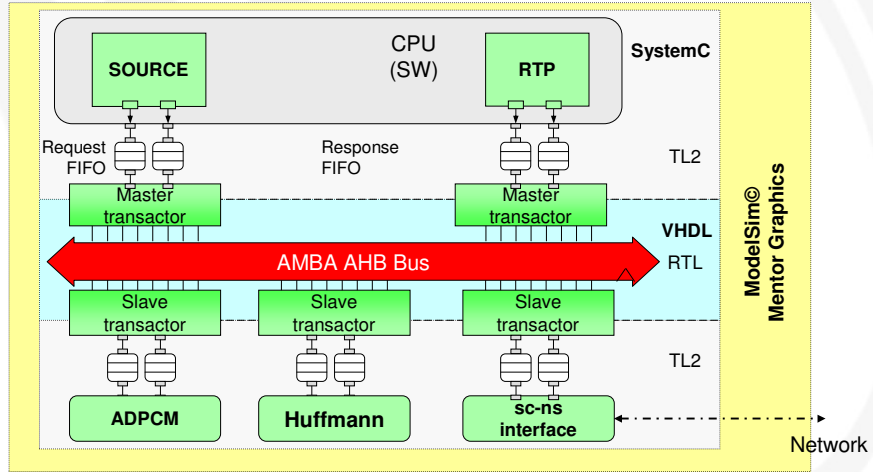 CPU
(SW)
SystemC
SOURCE
RTP
Request
FIFO
Response
FIFO
TL2
Master
transactor
Master
transactor
VHDL
AMBA AHB Bus
RTL
Slave
transactor
Slave
transactor
Slave
transactor
TL2
ADPCM
Huffmann
sc-ns
interface
ModelSim©
Mentor Graphics
Network